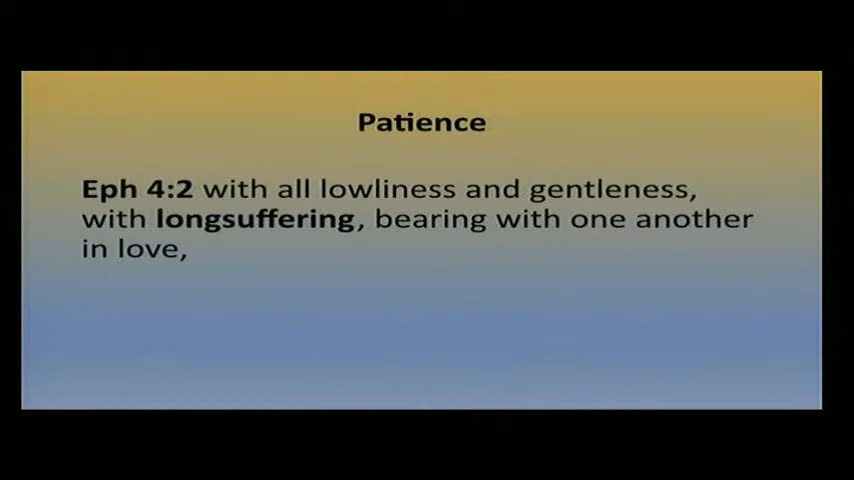 Patience
Eph 4:2 with all lowliness and gentleness,
with longsuffering, bearing with one another
in love,